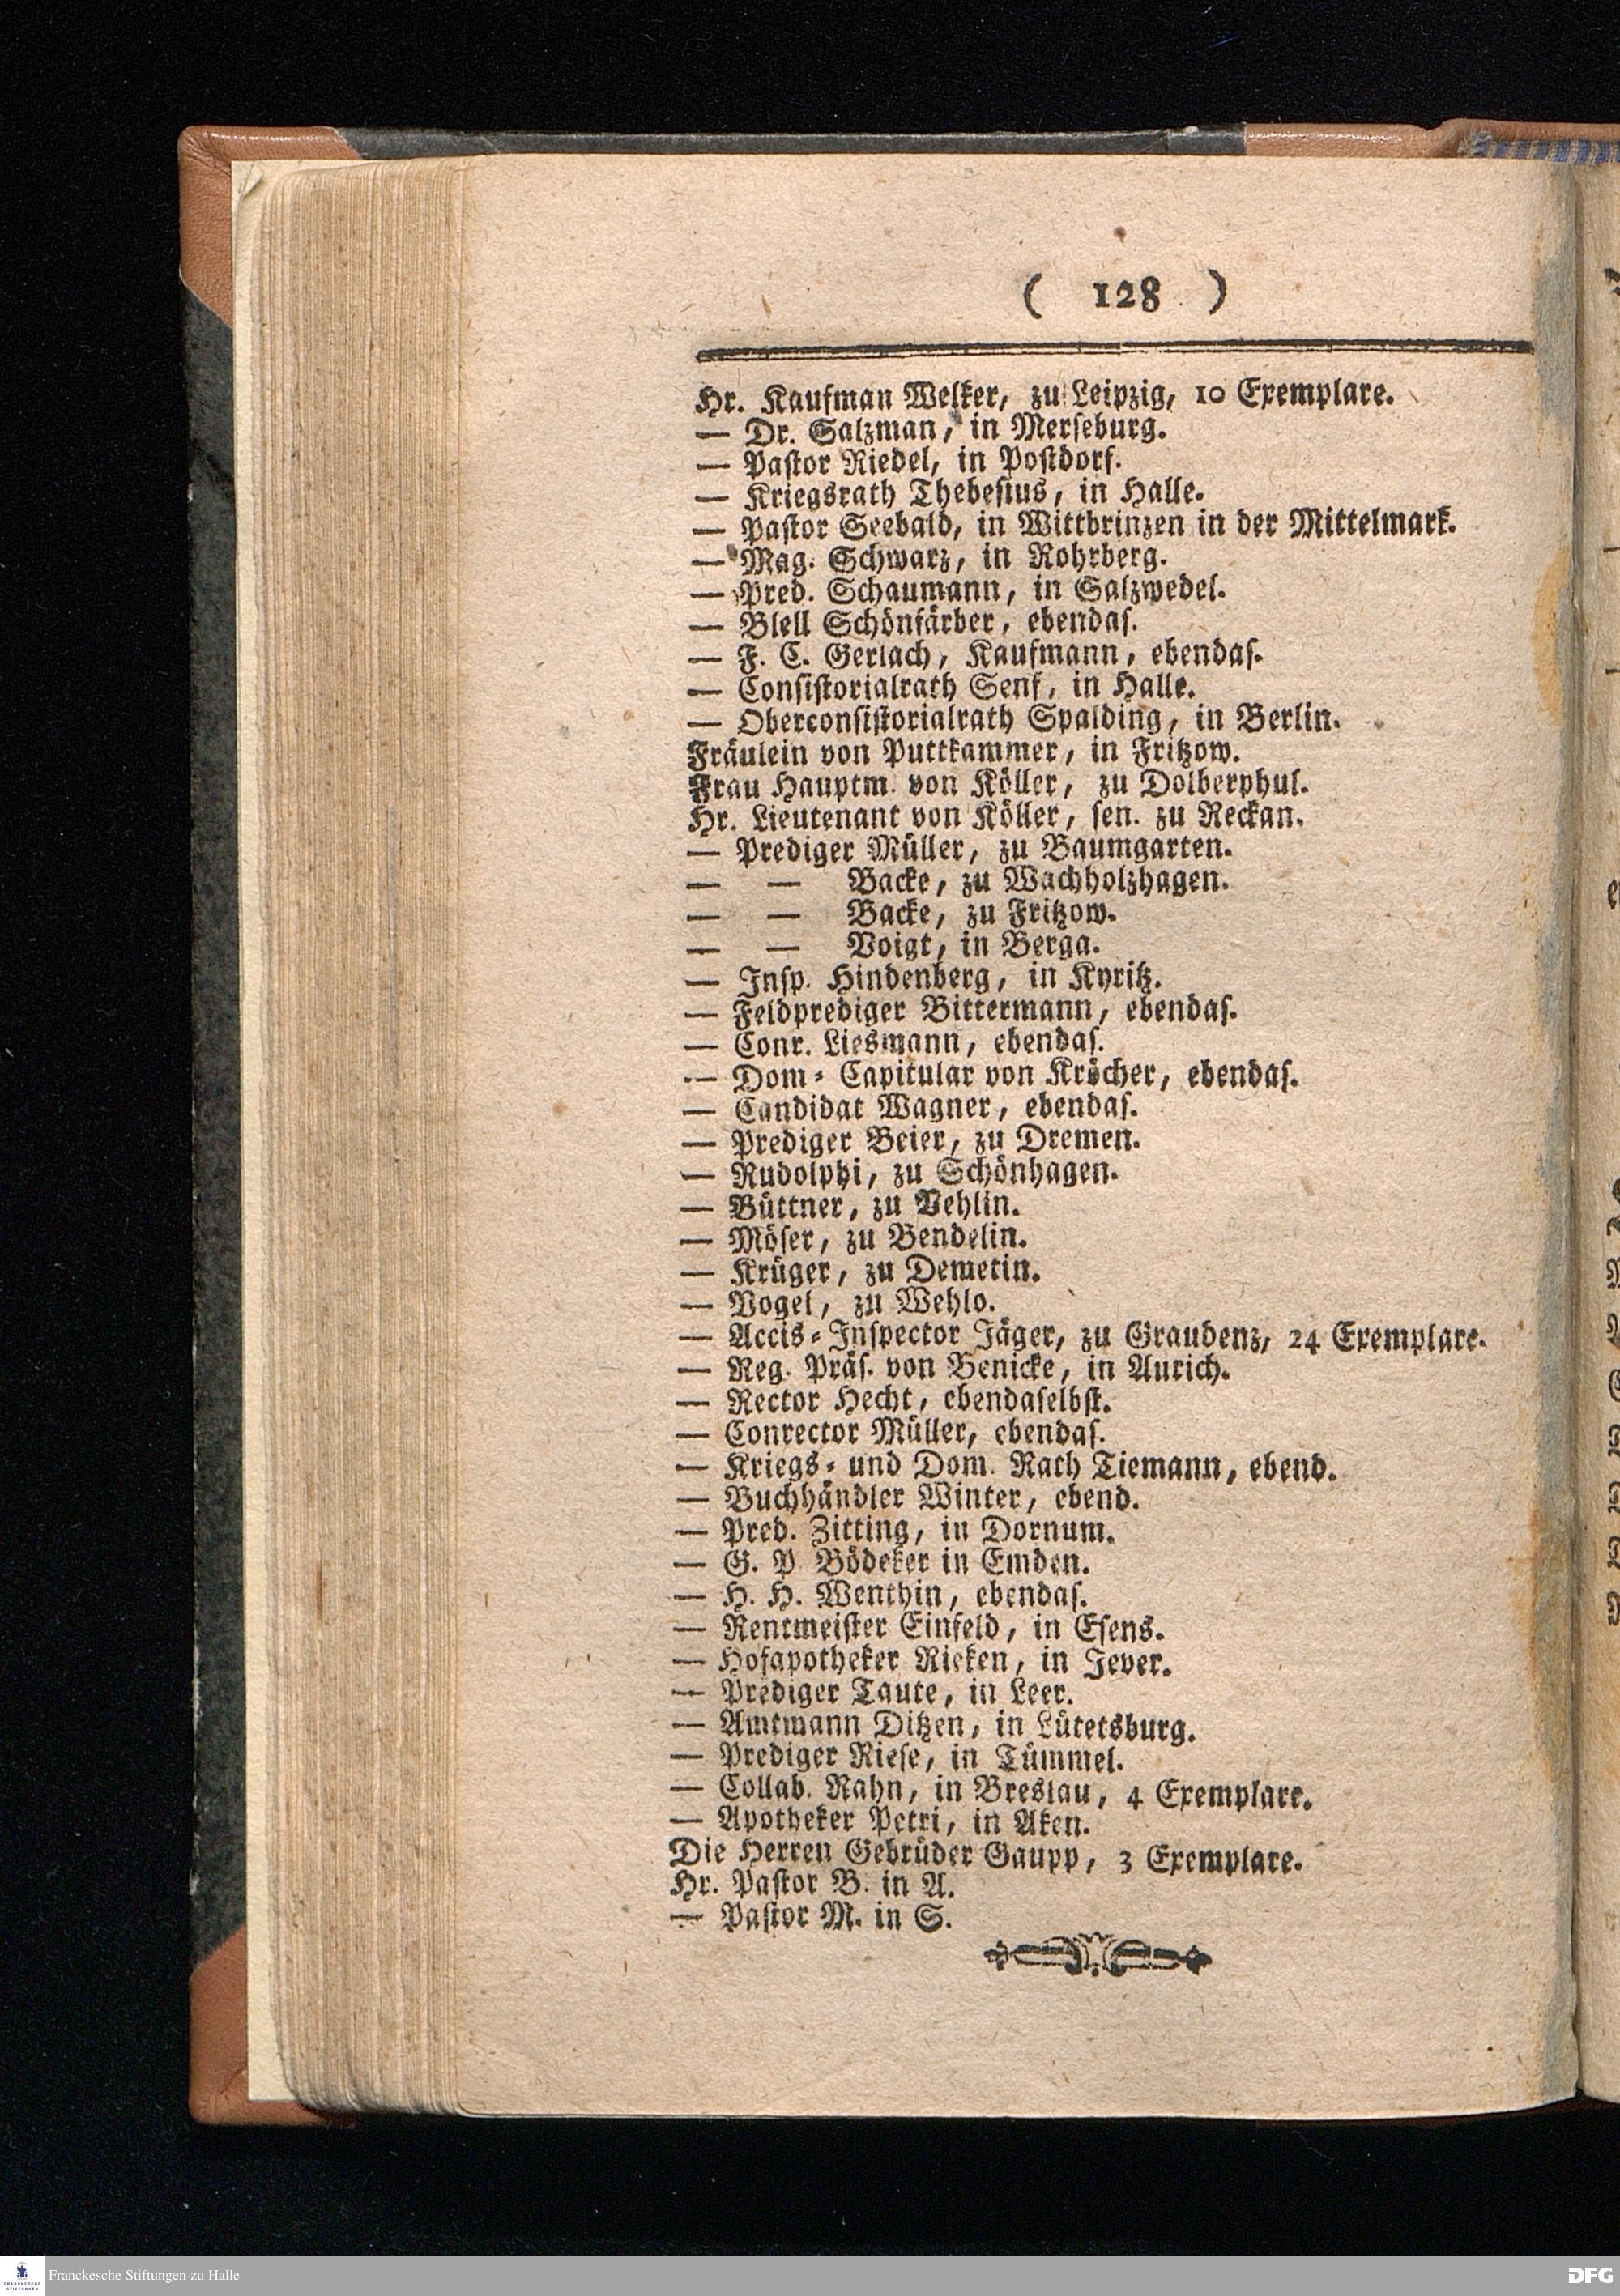 ( 128 )
Hr. Kaufman Welker, zu Leipzig, 10 Exemplare.
— Dr. Salzman, in Merseburg.
— Pastor Riedel, in Postdorf.
— Kriegsrath Thebesius, in Halle.
— Pastor Seebald, in Wittbrinzen in der Mittelmark.
— Mag. Schwarz, in Rohrberg.
— Pred. Schaumann, in Salzwedel.
— Blell Schönfärber, ebendas.
— F. C. Gerlach, Kaufmann, ebendas.
— Consistorialrath Senf, in Halle.
— Oberconsistorialrath Spalding, in Berlin.
Fräulein von Puttkammer, in Fritzow.
Frau Hauptm. von Köller, zu Dolberphul.
Hr. Lieutenant von Köller, sen. zu Reckan.
— Prediger Müller, zu Baumgarten.
— — Backe, zu Wachholzhagen.
— — Backe, zu Fritzow.
— — Voigt, in Berga.
— Insp. Hindenberg, in Kyritz.
— Feldprediger Bittermann, ebendas.
— Conr. Liesmann, ebendas.
— Dom-Capitular von Kröcher, ebendas.
— Candidat Wagner, ebendas.
— Prediger Beier, zu Dremen.
— Rudolphi, zu Schönhagen.
— Büttner, zu Vehlin.
— Möser, zu Bendelin.
— Krüger, zu Demetin.
— Vogel, zu Wehlo.
— Accis-Inspector Jäger, zu Graudenz, 24 Exemplare.
— Reg. Präs. von Benicke, in Aurich.
— Rector Hecht, ebendaselbst.
— Conrector Müller, ebendas.
— Kriegs- und Dom. Rath Tiemann, ebend.
— Buchhändler Winter, ebend.
— Pred. Zitting, in Dornum.
— G. P Bödeker in Emden.
— H. H. Wenthin, ebendas.
— Rentmeister Einfeld, in Esens.
— Hofapotheker Rieken, in Jever.
— Prediger Taute, in Leer.
— Amtmann Ditzen, in Lütetsburg.
— Prediger Riese, in Tümmel.
— Collab. Rahn, in Breslau, 4 Exemplare.
— Apotheker Petri, in Aken.
Die Herren Gebrüder Gaupp, 3 Exemplare.
Hr. Pastor B. in A.
— Pastor M. in S.
FRANCKESCHE STIFTUNGEN
Franckesche Stiftungen zu Halle
DFG